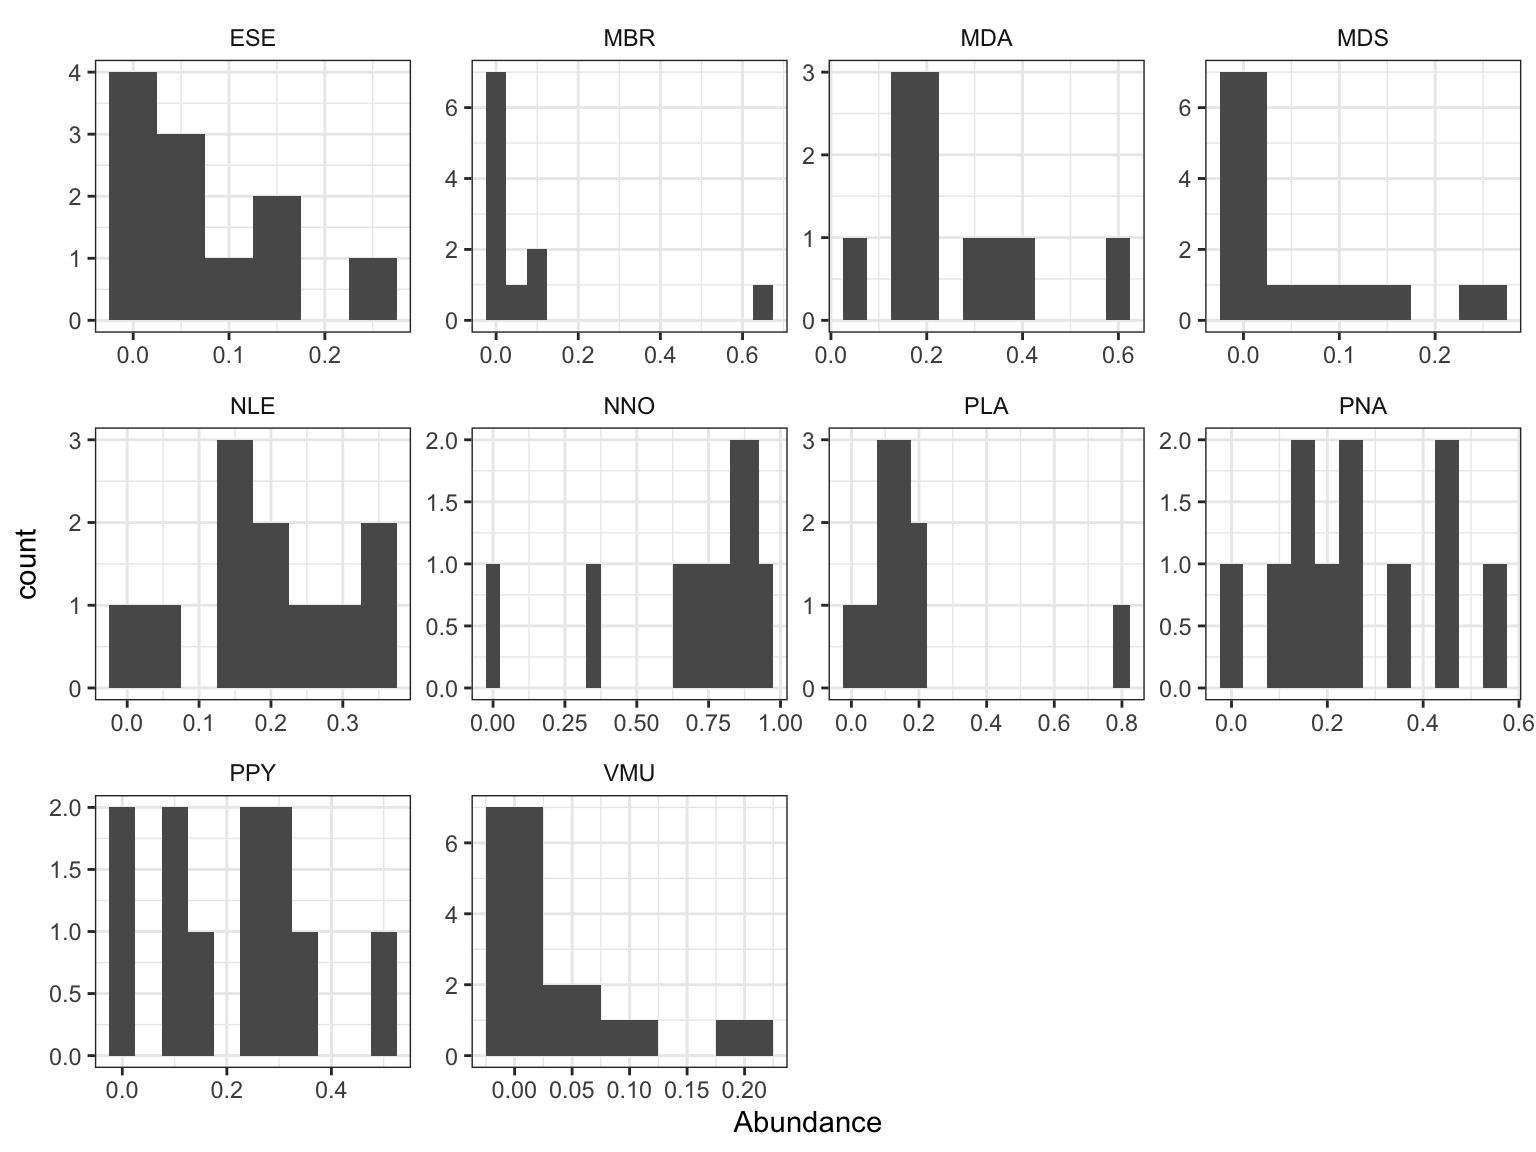 ESE MBR MDA MDS
4 3 2 1 0
6 4 2 0
3 2 1 0
6 4 2 0
0.0 0.1 0.2
0.0 0.2 0.4 0.6
0.0 0.2 0.4 0.6
0.0 0.1 0.2
NLE NNO PLA PNA
3 2 1 0
2.0 1.5 1.0 0.5 0.0
3 2 1 0
2.0 1.5 1.0 0.5 0.0
0.0 0.1 0.2 0.3
0.00 0.25 0.50 0.75 1.00
0.0 0.2 0.4 0.6 0.8
0.0 0.2 0.4 0.6
count
PPY VMU
2.0 1.5 1.0 0.5 0.0
6 4 2 0
0.0 0.2 0.4
0.00 0.05 0.10 0.15 0.20
Abundance